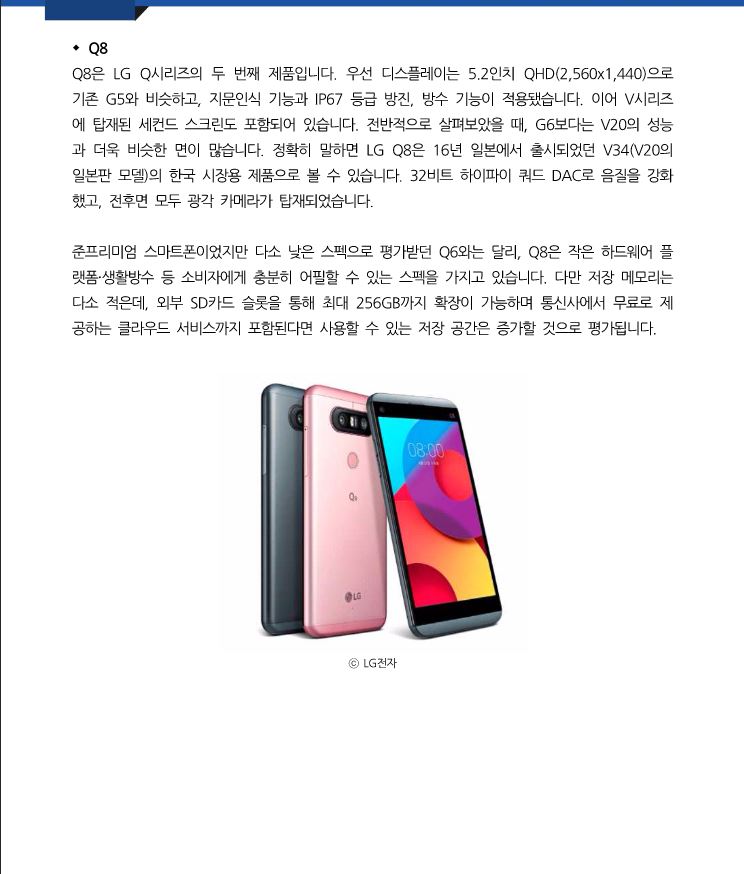 ◆ Q8
Q8은 LG Q시리즈의 두 번째 제품입니다. 우선 디스플레이는 5.2인치 QHD(2,560x1,440)으로
기존 G5와 비슷하고, 지문인식 기능과 IP67 등급 방진, 방수 기능이 적용됐습니다. 이어 V시리즈
에 탑재된 세컨드 스크린도 포함되어 있습니다. 전반적으로 살펴보았을 때, G6보다는 V20의 성능
과 더욱 비슷한 면이 많습니다. 정확히 말하면 LG Q8은 16년 일본에서 출시되었던 V34(V20의
일본판 모델)의 한국 시장용 제품으로 볼 수 있습니다. 32비트 하이파이 쿼드 DAC로 음질을 강화
했고, 전후면 모두 광각 카메라가 탑재되었습니다.
준프리미엄 스마트폰이었지만 다소 낮은 스펙으로 평가받던 Q6와는 달리, Q8은 작은 하드웨어 플
랫폼·생활방수 등 소비자에게 충분히 어필할 수 있는 스펙을 가지고 있습니다. 다만 저장 메모리는
다소 적은데, 외부 SD카드 슬롯을 통해 최대 256GB까지 확장이 가능하며 통신사에서 무료로 제
공하는 클라우드 서비스까지 포함된다면 사용할 수 있는 저장 공간은 증가할 것으로 평가됩니다.
08:00
Q8
LG
ⓒ LG전자